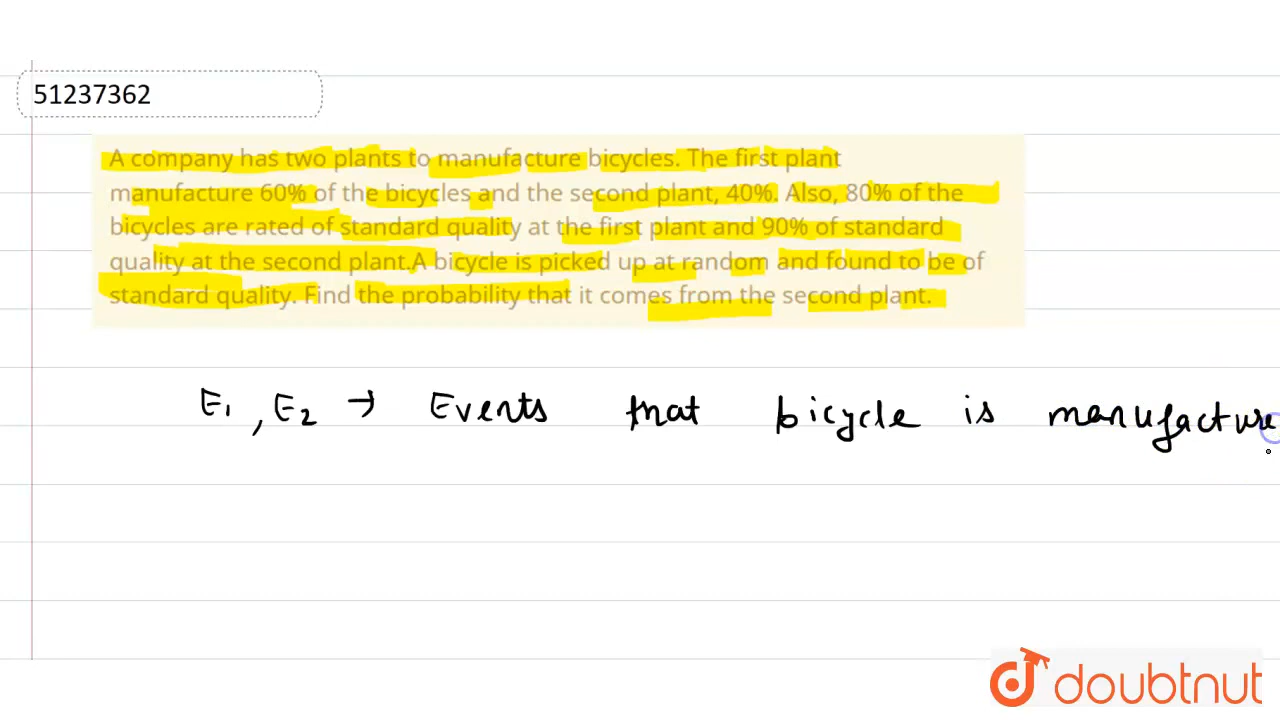 51237362
A company has two plants to manufacture bicycles. The first plant
manufacture 60% of the bicycles and the second plant, 40%. Also, 80% of the
bicycles are rated of standard quality at the first plant and 90% of standard
quality at the second plant.A bicycle is picked up at random and found to be of
standard quality. Find the probability that it comes from the second plant.
E1 , E2 → Events that bicycle is manufacture
doubtnut